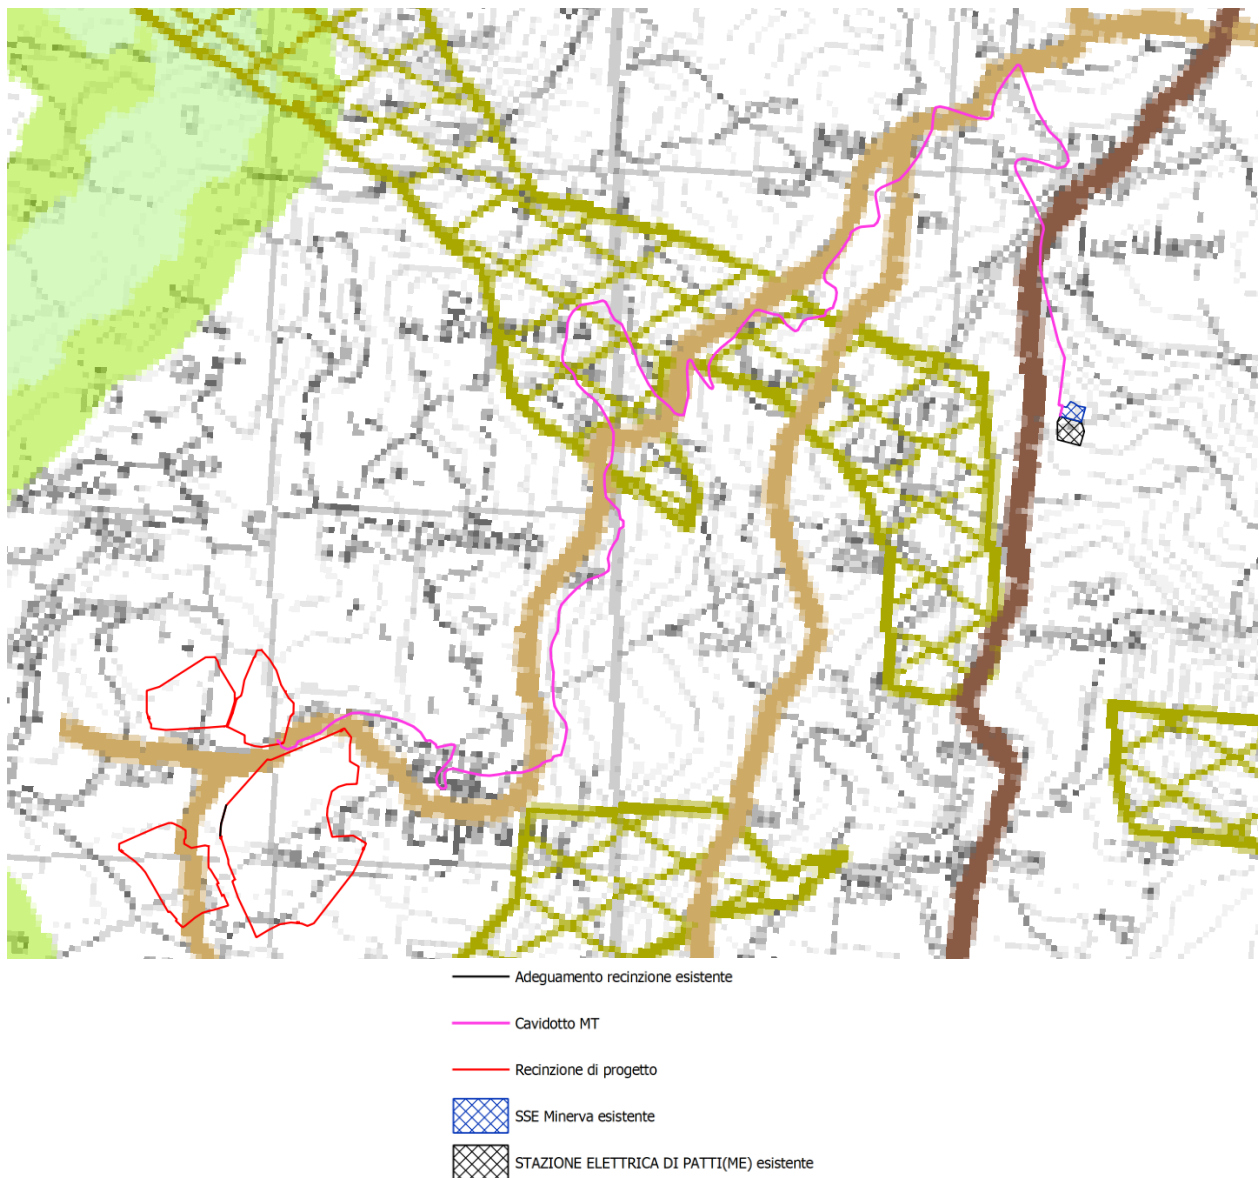 Adeguamento recinzione esistente
Cavidotto MT
Recinzione di progetto
SSE Minerva esistente
STAZIONE ELETTRICA DI PATTI(ME) esistente